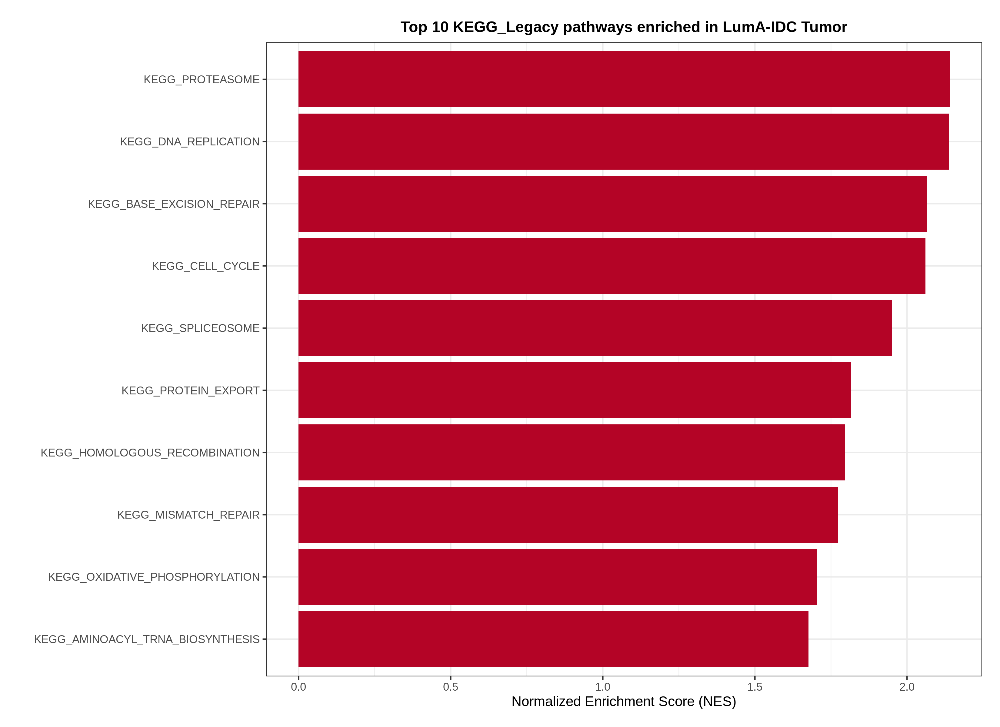 Top 10 KEGG_Legacy pathways enriched in LumA-IDC Tumor
KEGG_PROTEASOME
KEGG_DNA_REPLICATION
KEGG_BASE_EXCISION_REPAIR
KEGG_CELL_CYCLE
KEGG_SPLICEOSOME
KEGG_PROTEIN_EXPORT
KEGG_HOMOLOGOUS_RECOMBINATION
KEGG_MISMATCH_REPAIR
KEGG_OXIDATIVE_PHOSPHORYLATION
KEGG_AMINOACYL_TRNA_BIOSYNTHESIS
0.0 0.5 1.0 1.5 2.0
Normalized Enrichment Score (NES)